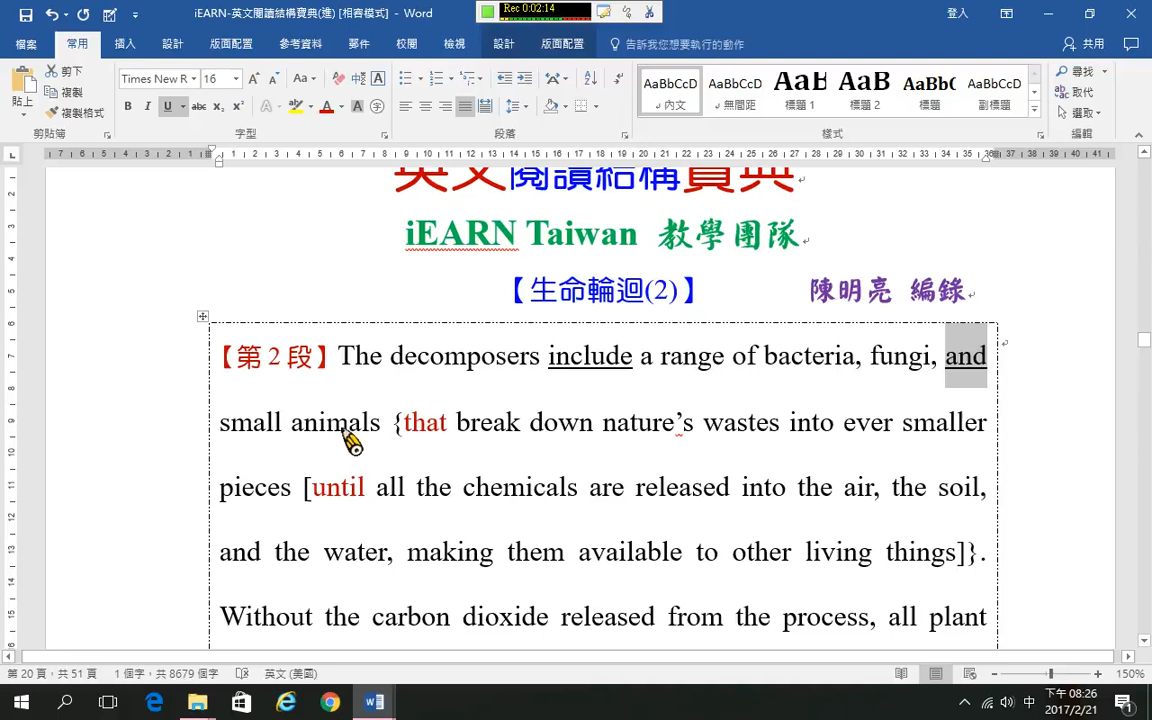 iEARN-英文閱讀結構寶典(進) [相容模式] - Word
Rec 0:02:14
登入
檔案 常用 插入 設計 版面配置 參考資料 郵件 校閱 檢視 設計 版面配置 告訴我您想要執行的動作 共用
貼上 剪下 複製 複製格式
Times New R 16
AaBbCcD AaBbCcD AaB AaB AaBb( AaBbCcD
內文 無間距 標題 1 標題 2 標題 副標題
尋找 取代 選取
剪貼簿 字型 段落 樣式 編輯
英文閱讀結構寶典
iEARN Taiwan 教學團隊
【生命輪迴(2)】 陳明亮 編錄
【第 2 段】The decomposers include a range of bacteria, fungi, and
small animals {that break down nature’s wastes into ever smaller
pieces [until all the chemicals are released into the air, the soil,
and the water, making them available to other living things]}.
Without the carbon dioxide released from the process, all plant
第 20 頁，共 51 頁 1 個字，共 8679 個字 英文 (美國) 150%
中 下午 08:26
2017/2/21